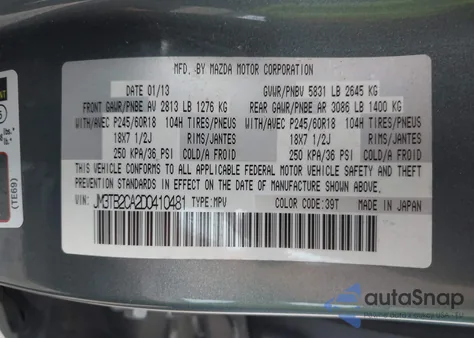 MFD. BY MAZDA MOTOR CORPORATION
DATE 01/13 GVWR/PNBV 5831 LB 2645 KG
FRONT GAWR/PNBE AV 2813 LB 1276 KG REAR GAWR/PNBE AR 3086 LB 1400 KG
WITH/AVEC P245/60R18 104H TIRES/PNEUS WITH/AVEC P245/60R18 104H TIRES/PNEUS
18X7 1/2J RIMS/JANTES 18X7 1/2J RIMS/JANTES
250 KPA/36 PSI COLD/A FROID 250 KPA/36 PSI COLD/A FROID
THIS VEHICLE CONFORMS TO ALL APPLICABLE FEDERAL MOTOR VEHICLE SAFETY AND THEFT
PREVENTION STANDARDS IN EFFECT ON THE DATE OF MANUFACTURE SHOWN ABOVE.
VIN: JM3TB2CA2D0410481 TYPE:MPV COLOR CODE:39T MADE IN JAPAN
(TE69)
lbs.
autoSnap